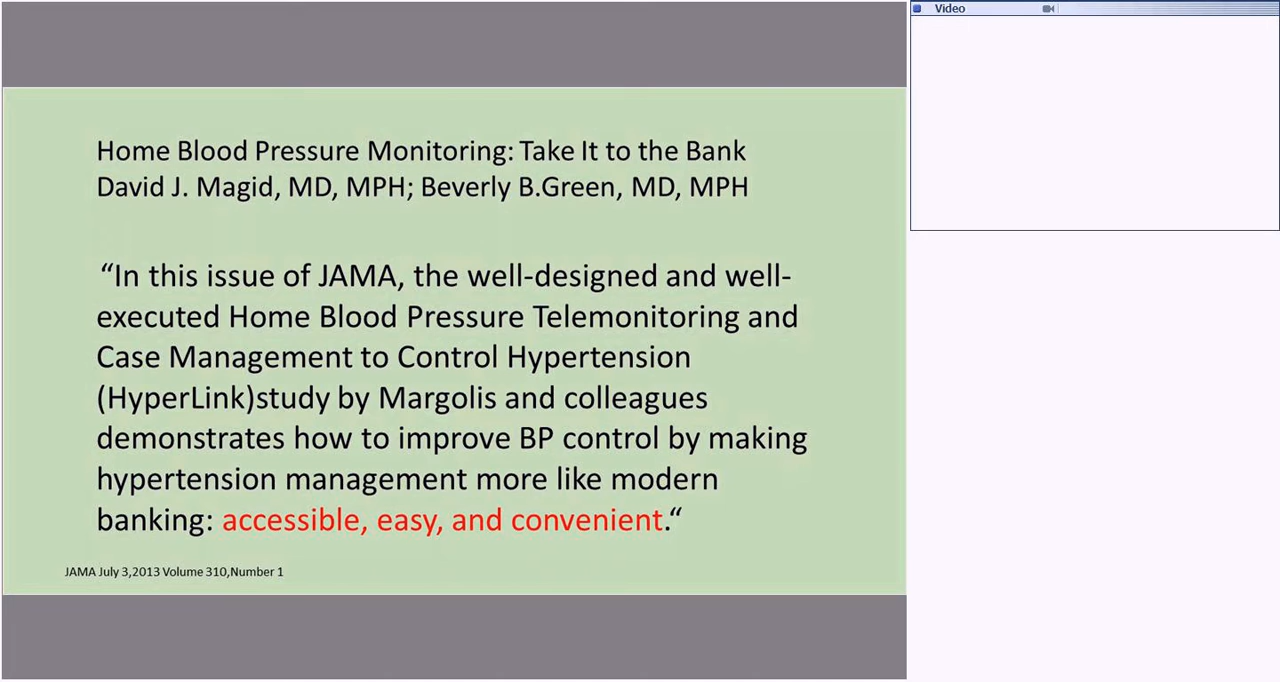 Video
Home Blood Pressure Monitoring: Take It to the Bank
David J. Magid, MD, MPH; Beverly B.Green, MD, MPH
“In this issue of JAMA, the well-designed and well-
executed Home Blood Pressure Telemonitoring and
Case Management to Control Hypertension
(HyperLink)study by Margolis and colleagues
demonstrates how to improve BP control by making
hypertension management more like modern
banking: accessible, easy, and convenient.“
JAMA July 3,2013 Volume 310,Number 1